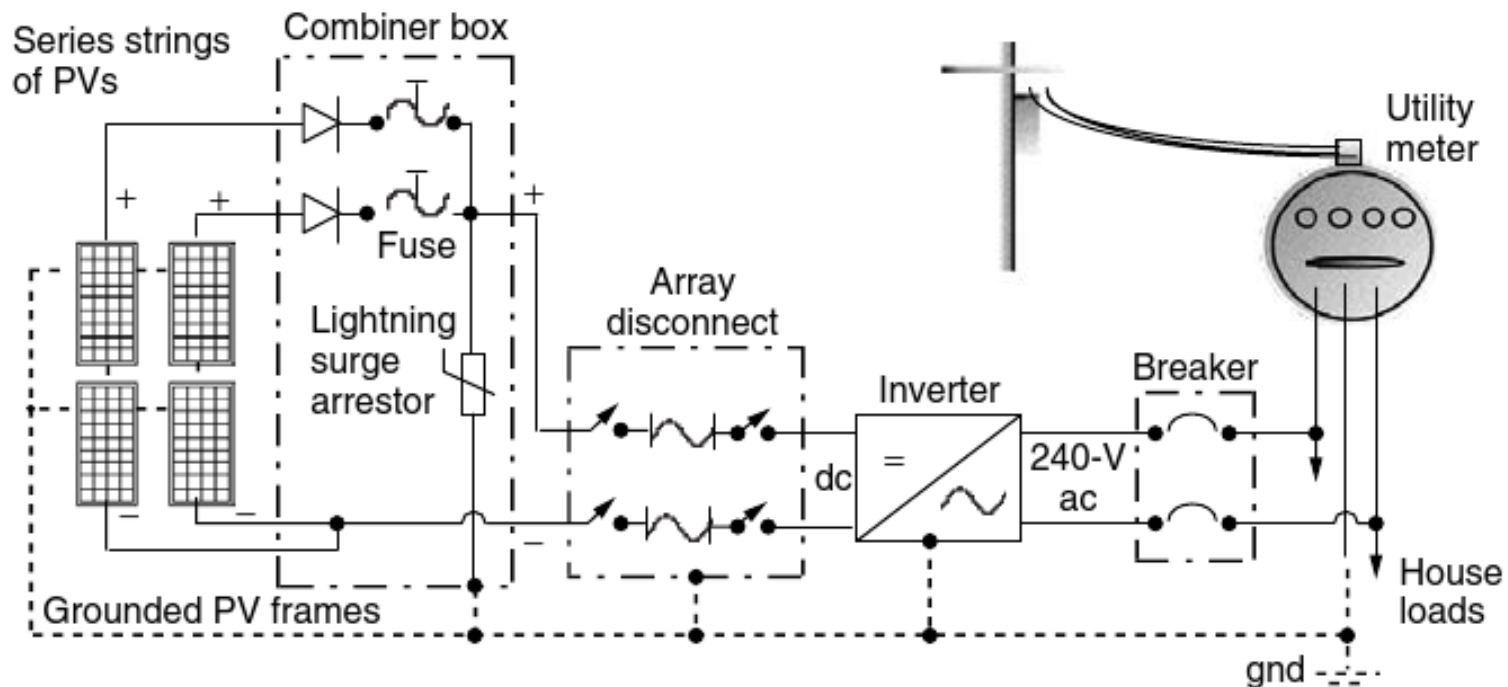 Series strings
of PVs
Combiner box
+
+
+
Fuse
Lightning
surge
arrestor
Array
disconnect
Inverter
=
dc
240-V
ac
Breaker
Utility
meter
−
−
−
Grounded PV frames
House
loads
gnd